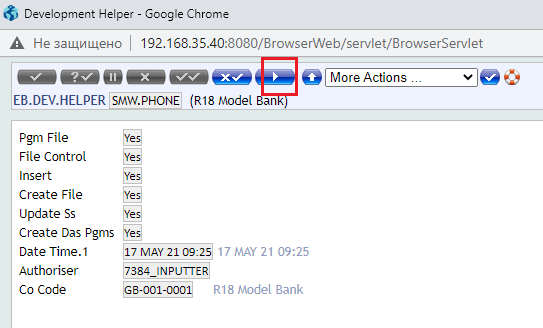 Development Helper - Google Chrome
Не защищено 192.168.35.40:8080/BrowserWeb/servlet/BrowserServlet
More Actions ...
EB.DEV.HELPER SMW.PHONE (R18 Model Bank)
Pgm File Yes
File Control Yes
Insert Yes
Create File Yes
Update Ss Yes
Create Das Pgms Yes
Date Time.1 17 MAY 21 09:25 17 MAY 21 09:25
Authoriser 7384_INPUTTER
Co Code GB-001-0001 R18 Model Bank